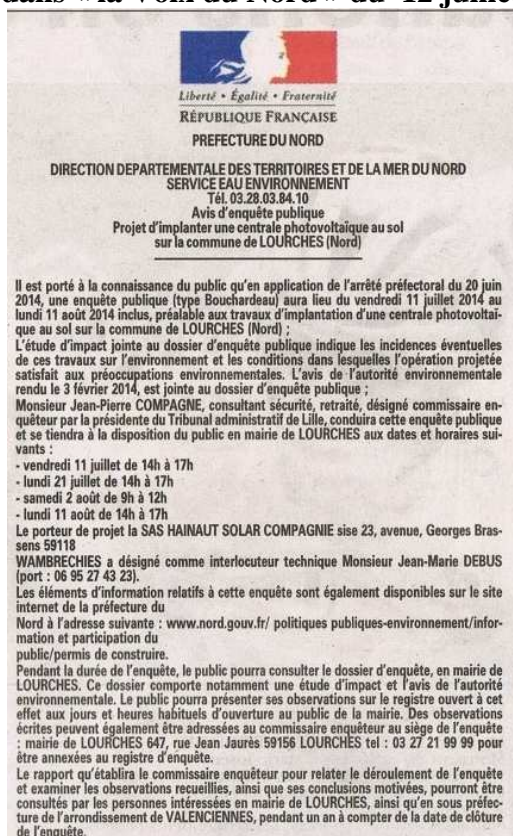 dans « la Voix du Nord » du 12 juille
Liberté • Égalité • Fraternité
RÉPUBLIQUE FRANÇAISE
PREFECTURE DU NORD
DIRECTION DEPARTEMENTALE DES TERRITOIRES ET DE LA MER DU NORD
SERVICE EAU ENVIRONNEMENT
Tél. 03.28.03.84.10
Avis d'enquête publique
Projet d'implanter une centrale photovoltaïque au sol
sur la commune de LOURCHES (Nord)
Il est porté à la connaissance du public qu'en application de l'arrêté préfectoral du 20 juin
2014, une enquête publique (type Bouchardeau) aura lieu du vendredi 11 juillet 2014 au
lundi 11 août 2014 inclus, préalable aux travaux d'implantation d'une centrale photovoltaï-
que au sol sur la commune de LOURCHES (Nord) ;
L'étude d'impact jointe au dossier d'enquête publique indique les incidences éventuelles
de ces travaux sur l'environnement et les conditions dans lesquelles l'opération projetée
satisfait aux préoccupations environnementales. L'avis de l'autorité environnementale
rendu le 3 février 2014, est jointe au dossier d'enquête publique ;
Monsieur Jean-Pierre COMPAGNE, consultant sécurité, retraité, désigné commissaire en-
quêteur par la présidente du Tribunal administratif de Lille, conduira cette enquête publique
et se tiendra à la disposition du public en mairie de LOURCHES aux dates et horaires sui-
vants :
- vendredi 11 juillet de 14h à 17h
- lundi 21 juillet de 14h à 17h
- samedi 2 août de 9h à 12h
- lundi 11 août de 14h à 17h
Le porteur de projet la SAS HAINAUT SOLAR COMPAGNIE sise 23, avenue, Georges Bras-
sens 59118
WAMBRECHIES a désigné comme interlocuteur technique Monsieur Jean-Marie DEBUS
(port : 06 95 27 43 23).
Les éléments d'information relatifs à cette enquête sont également disponibles sur le site
internet de la préfecture du
Nord à l'adresse suivante : www.nord.gouv.fr/ politiques publiques-environnement/infor-
mation et participation du
public/permis de construire.
Pendant la durée de l'enquête, le public pourra consulter le dossier d'enquête, en mairie de
LOURCHES. Ce dossier comporte notamment une étude d'impact et l'avis de l'autorité
environnementale. Le public pourra présenter ses observations sur le registre ouvert à cet
effet aux jours et heures habituels d'ouverture au public de la mairie. Des observations
écrites peuvent également être adressées au commissaire enquêteur au siège de l'enquête
: mairie de LOURCHES 647, rue Jean Jaurès 59156 LOURCHES tel : 03 27 21 99 99 pour
être annexées au registre d'enquête.
Le rapport qu'établira le commissaire enquêteur pour relater le déroulement de l'enquête
et examiner les observations recueillies, ainsi que ses conclusions motivées, pourront être
consultés par les personnes intéressées en mairie de LOURCHES, ainsi qu'en sous préfec-
ture de l'arrondissement de VALENCIENNES, pendant un an à compter de la date de clôture
de l'enquête.